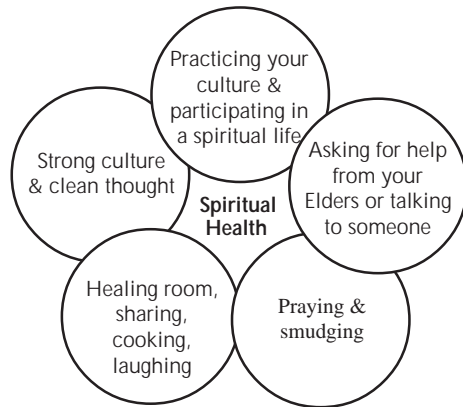 Practicing your
culture &
participating in
a spiritual life
Asking for help
from your
Elders or talking
to someone
Strong culture
& clean thought
Spiritual
Health
Healing room,
sharing,
cooking,
laughing
Praying &
smudging